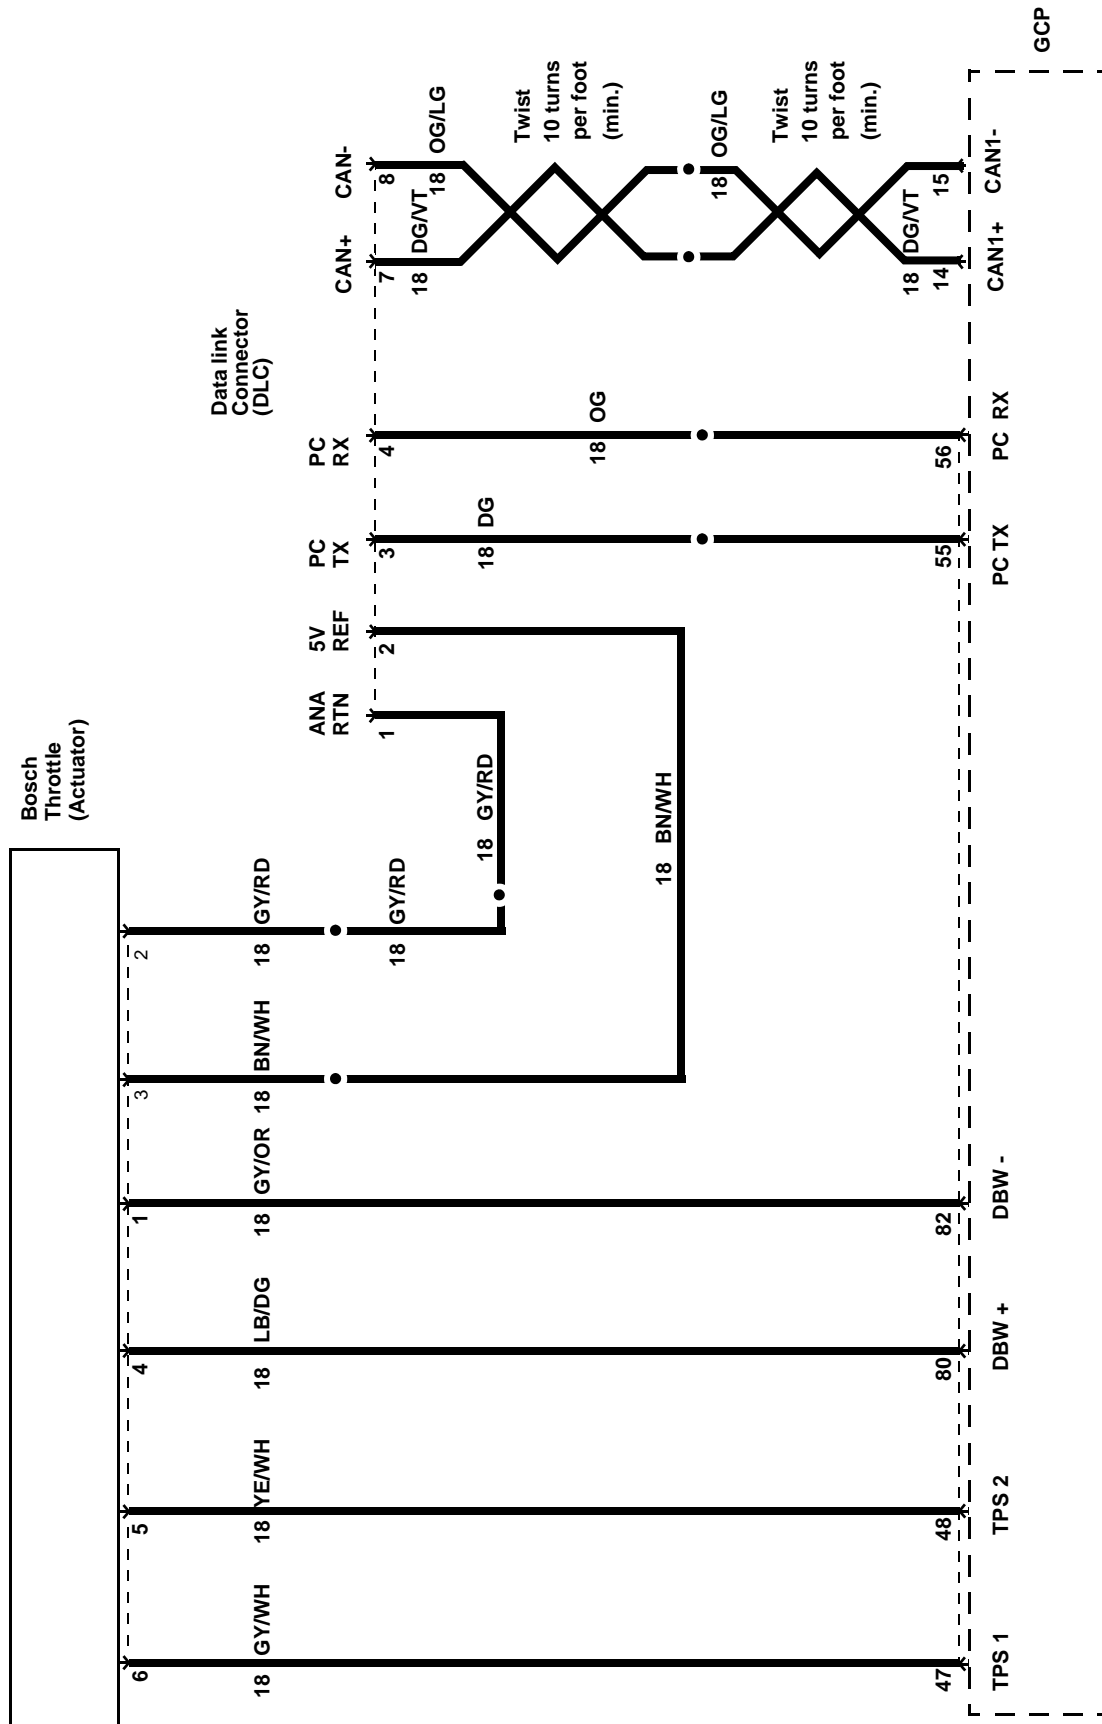 Bosch
Throttle
(Actuator)
6
5
4
1
3
2
18 GY/WH
18 YE/WH
18 LB/DG
18 GY/OR
18 BN/WH
18 GY/RD
18 GY/RD
18 GY/RD
18 BN/WH
Data link
Connector
(DLC)
ANA
RTN
5V
REF
PC
TX
PC
RX
CAN+
CAN-
1
2
3
4
7
8
18 DG
18 OG
18 DG/VT
18 OG/LG
Twist
10 turns
per foot
(min.)
18 OG/LG
Twist
10 turns
per foot
(min.)
18 DG/VT
47
48
80
82
55
56
14
15
TPS 1
TPS 2
DBW +
DBW -
PC TX
PC RX
CAN1+
CAN1-
GCP